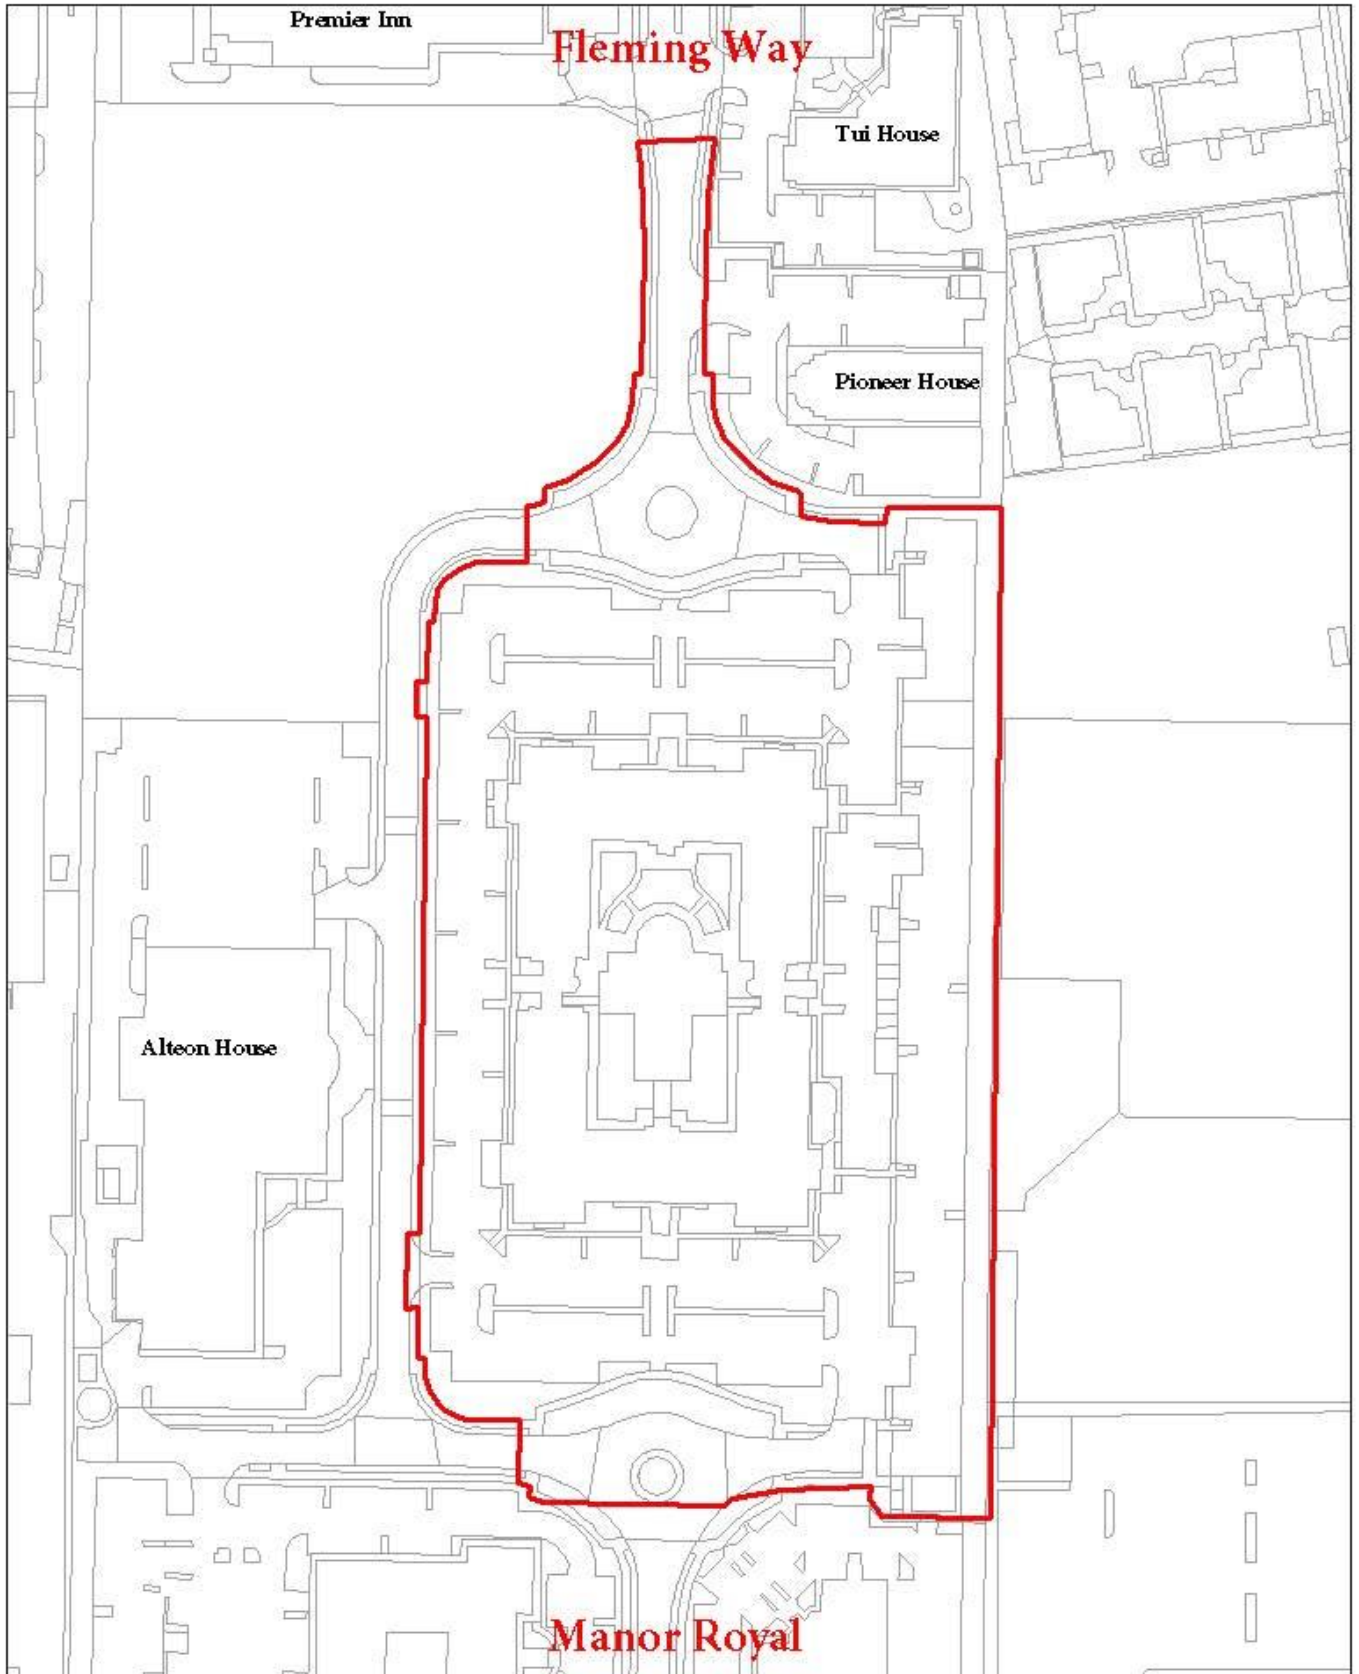 Premier Inn
Fleming Way
Tui House
Pioneer House
Alteon House
Manor Royal